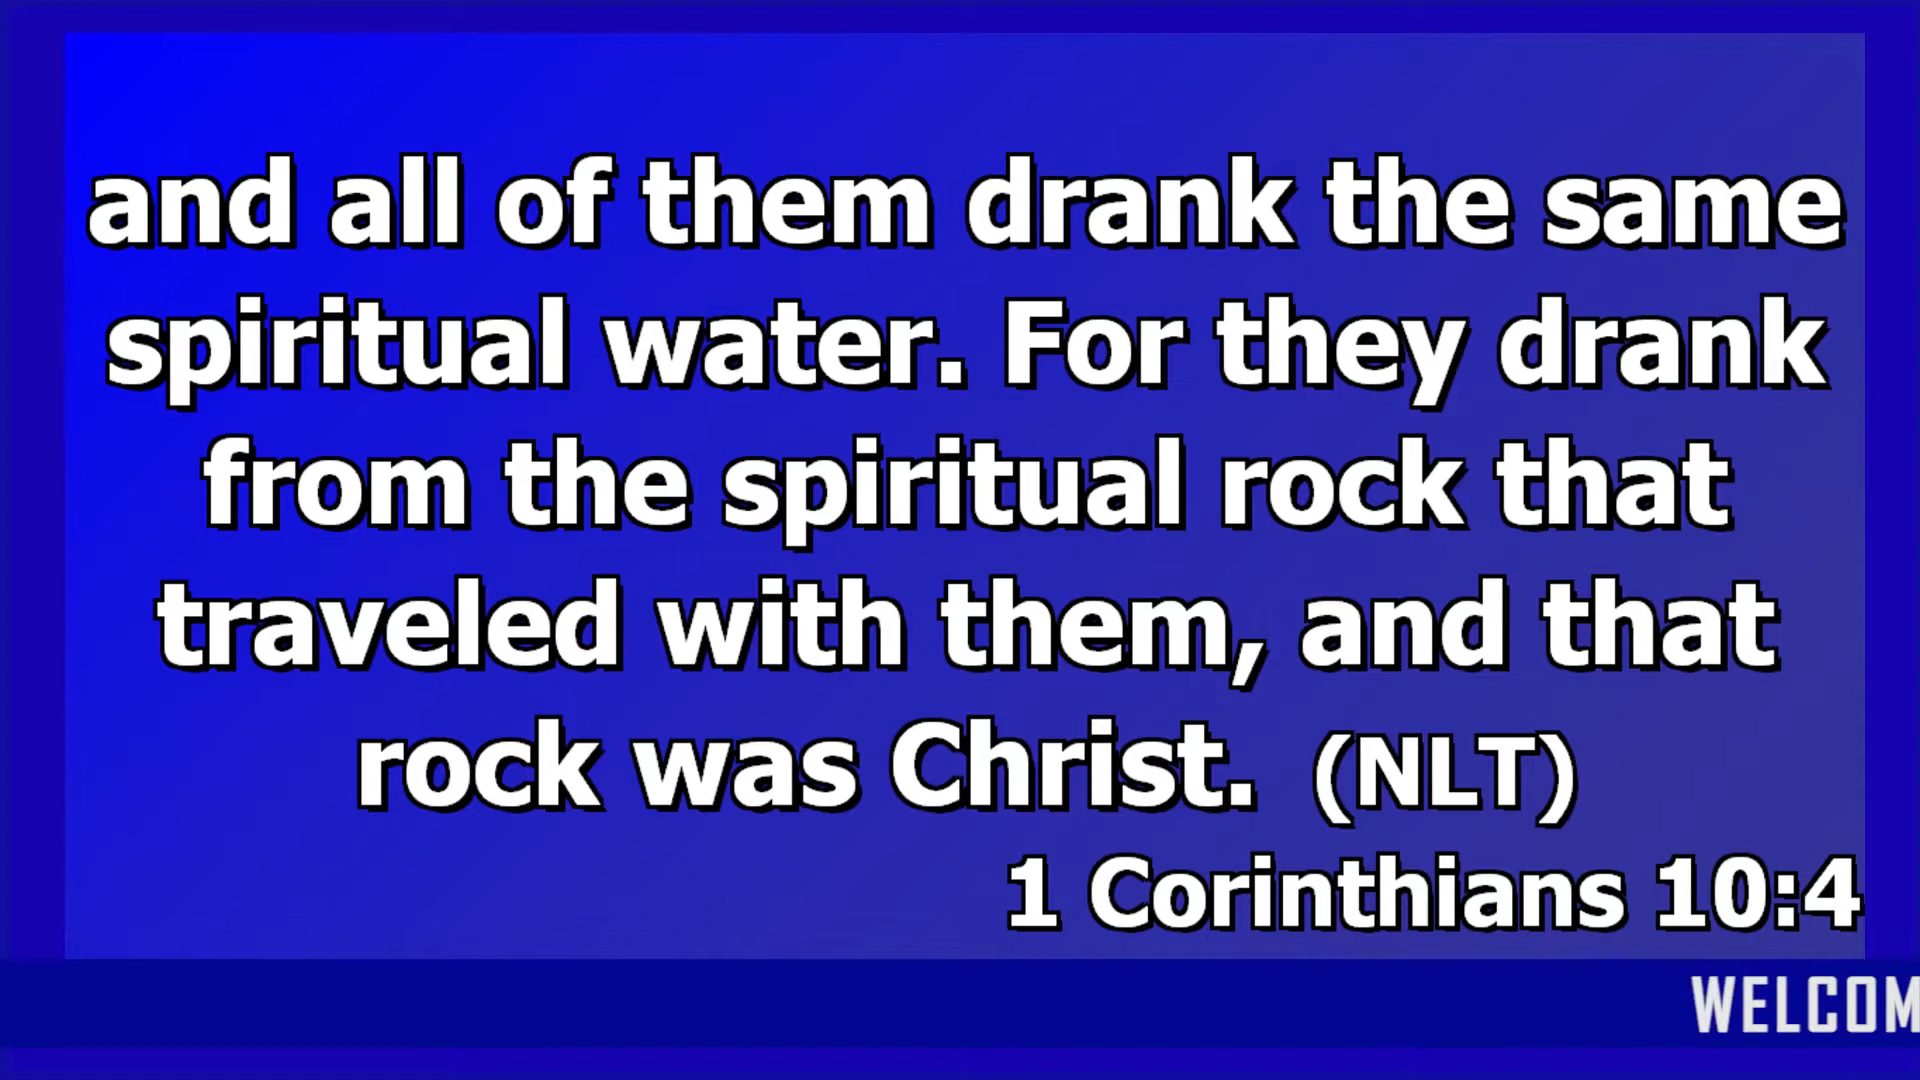 and all of them drank the same
spiritual water. For they drank
from the spiritual rock that
traveled with them, and that
rock was Christ. (NLT)
1 Corinthians 10:4
WELCOM